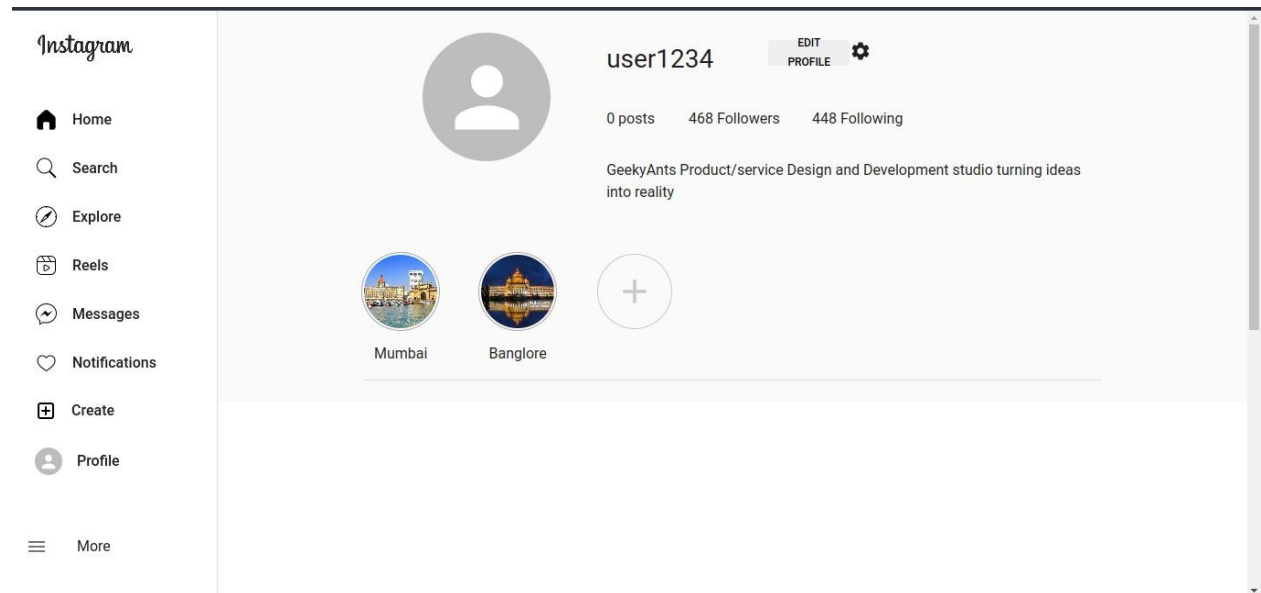 Instagram
Home
Search
Explore
Reels
Messages
Notifications
Create
Profile
More
user1234
EDIT
PROFILE
0 posts 468 Followers 448 Following
GeekyAnts Product/service Design and Development studio turning ideas
into reality
Mumbai Banglore